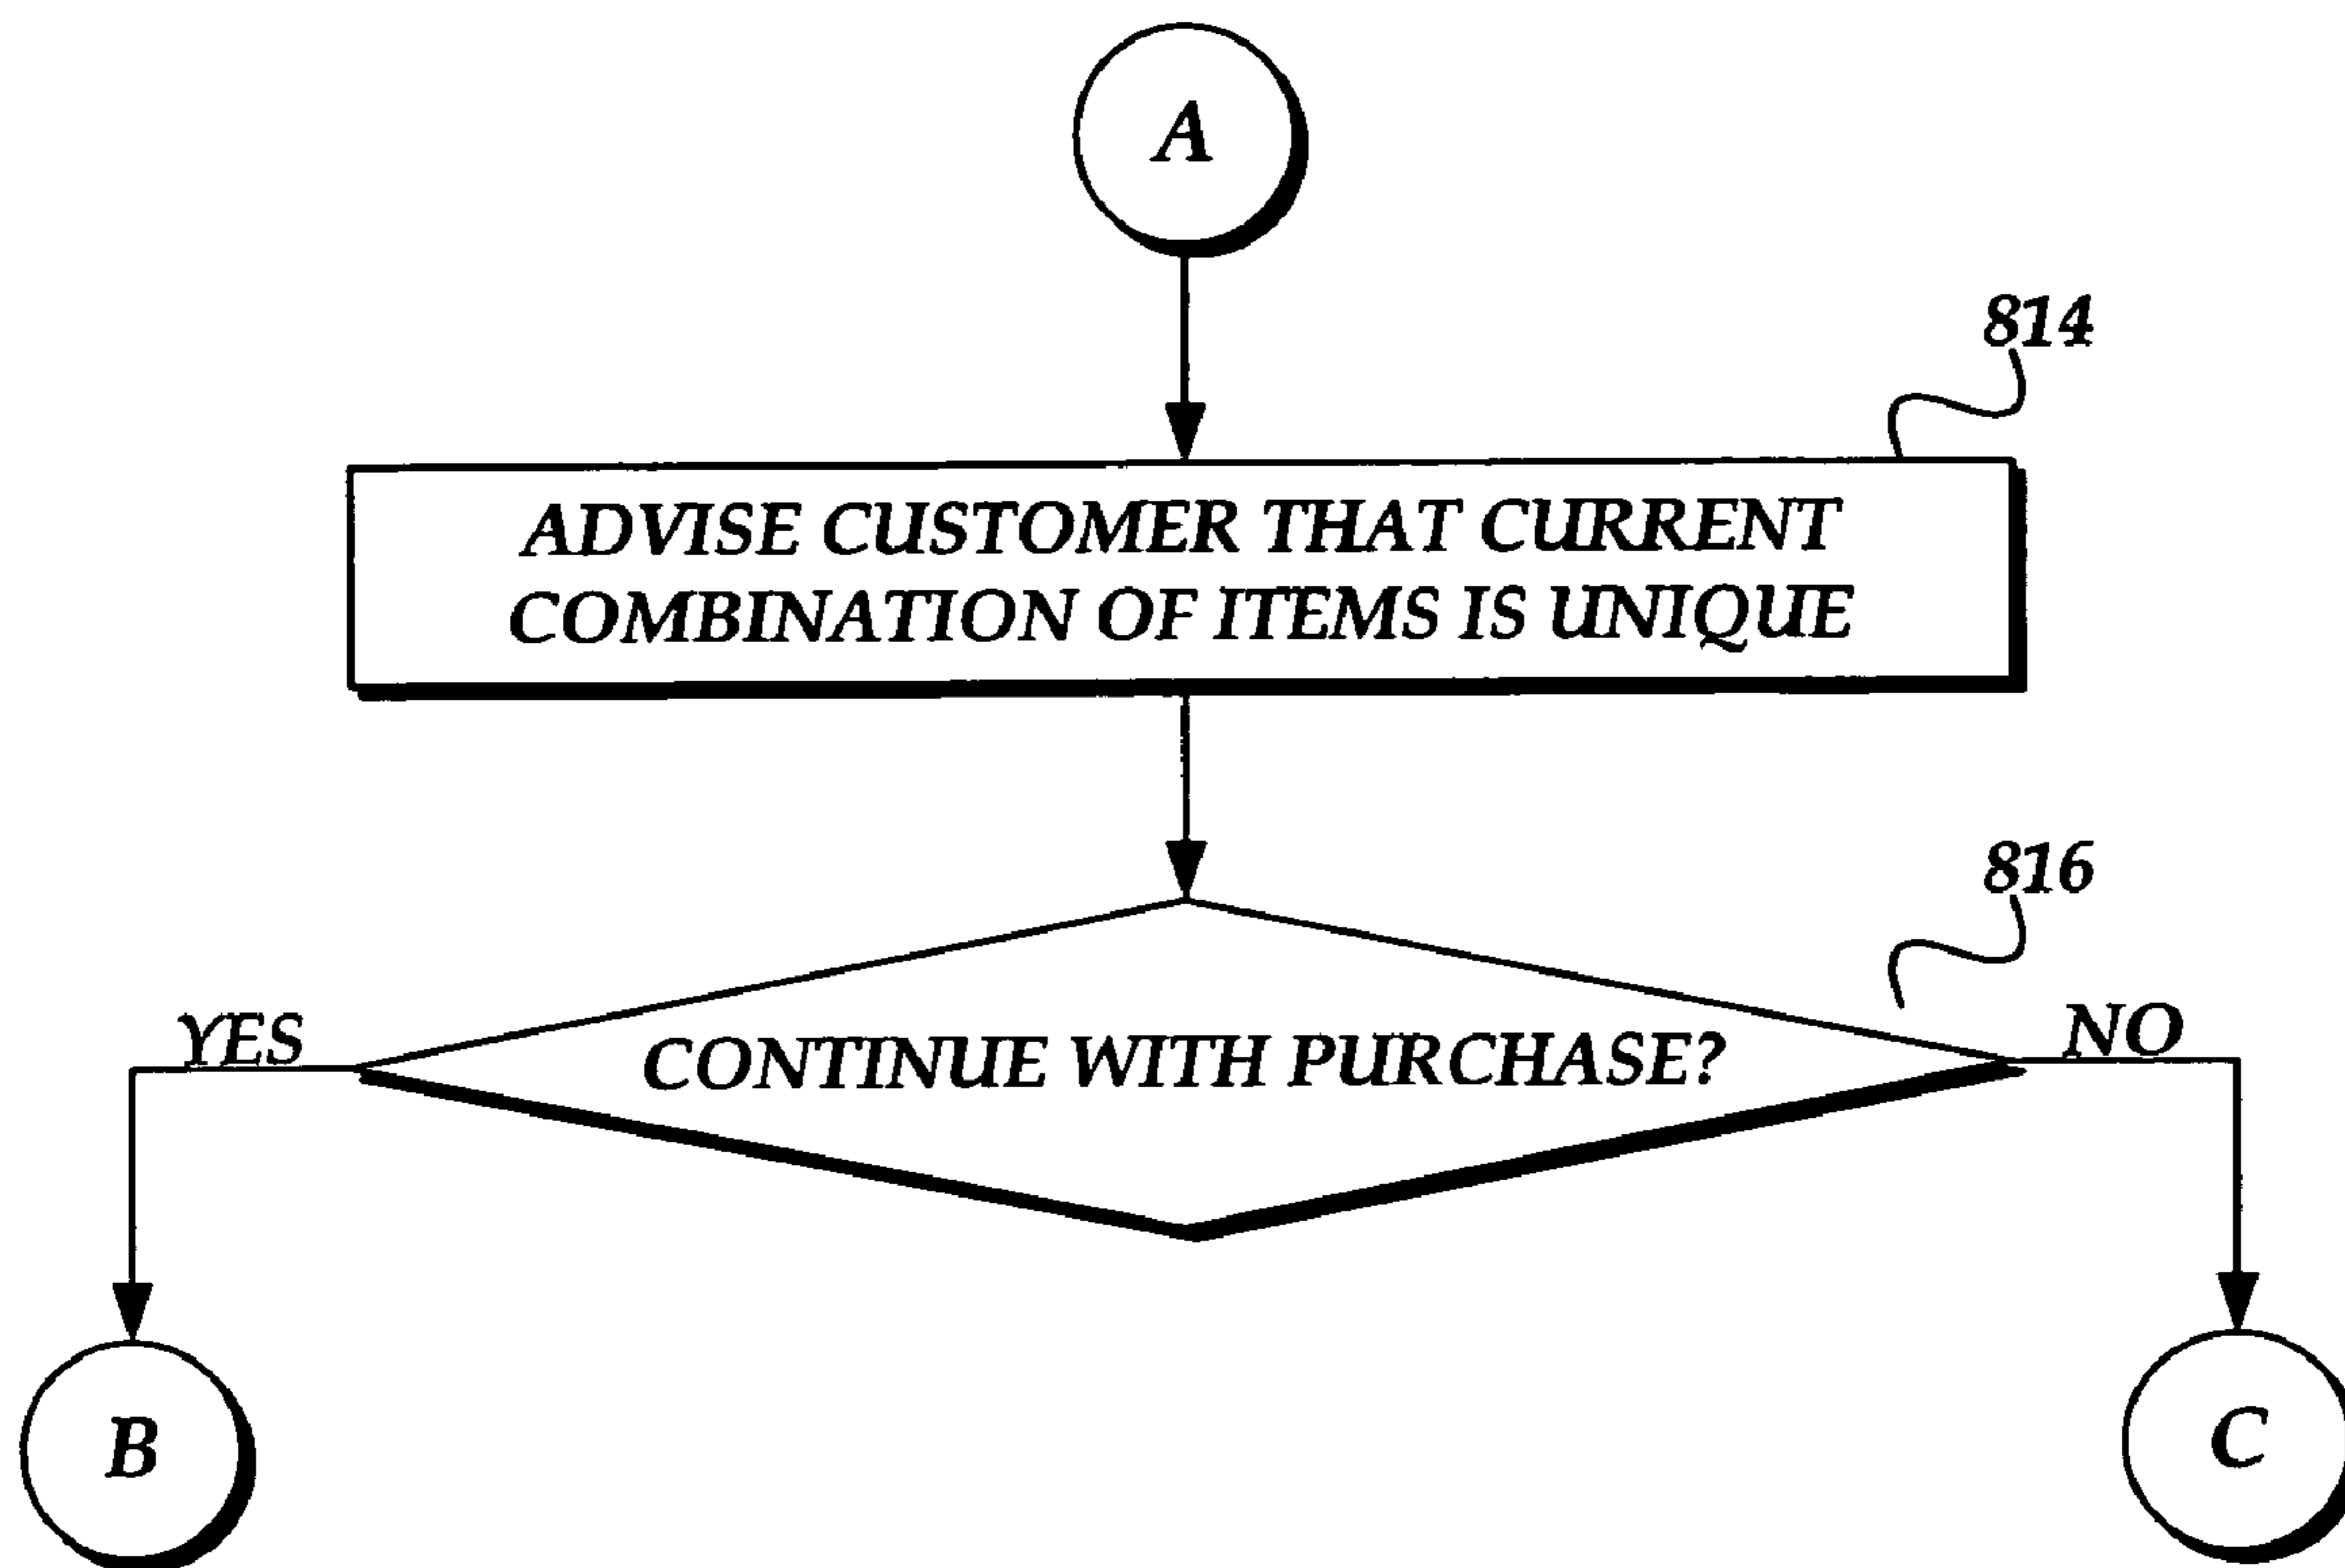 A
814
ADVISE CUSTOMER THAT CURRENT
COMBINATION OF ITEMS IS UNIQUE
816
YES
CONTINUE WITH PURCHASE?
NO
B
C